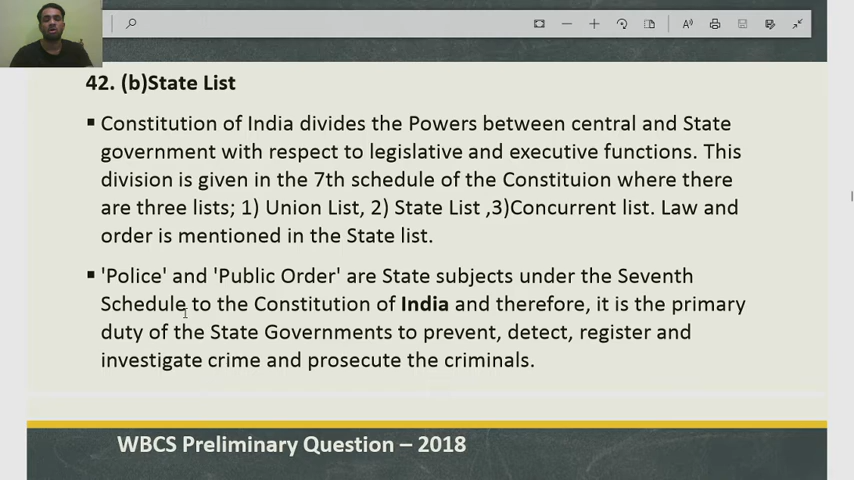 42. (b)State List
▪ Constitution of India divides the Powers between central and State
government with respect to legislative and executive functions. This
division is given in the 7th schedule of the Constituion where there
are three lists; 1) Union List, 2) State List ,3)Concurrent list. Law and
order is mentioned in the State list.
▪ 'Police' and 'Public Order' are State subjects under the Seventh
Schedule to the Constitution of India and therefore, it is the primary
duty of the State Governments to prevent, detect, register and
investigate crime and prosecute the criminals.
WBCS Preliminary Question – 2018